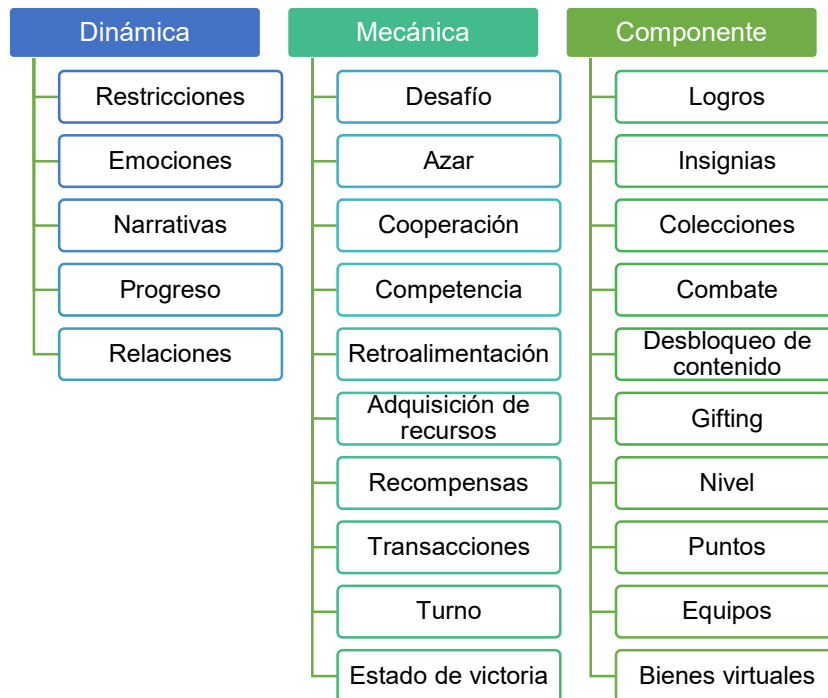 Dinámica
Restricciones
Emociones
Narrativas
Progreso
Relaciones
Mecánica
Desafío
Azar
Cooperación
Competencia
Retroalimentación
Adquisición de
recursos
Recompensas
Transacciones
Turno
Estado de victoria
Componente
Logros
Insignias
Colecciones
Combate
Desbloqueo de
contenido
Gifting
Nivel
Puntos
Equipos
Bienes virtuales